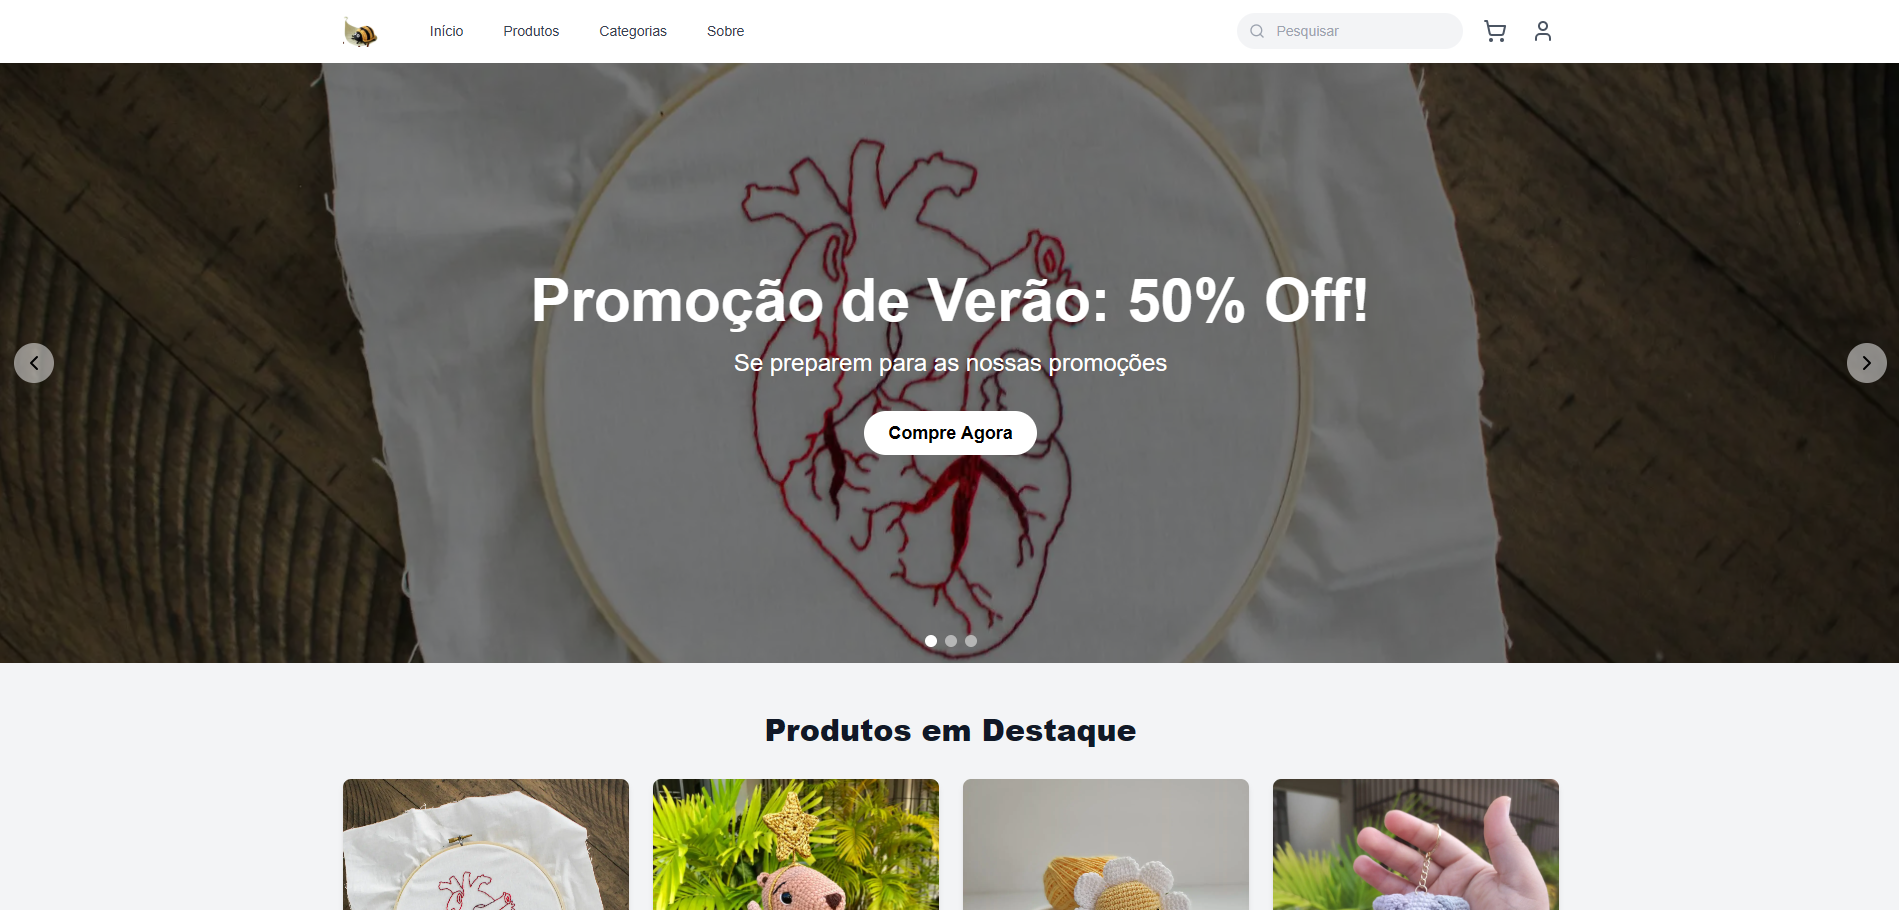 Início
Produtos
Categorias
Sobre
Pesquisar
Promoção de Verão: 50% Off!
Se preparem para as nossas promoções
Compre Agora
Produtos em Destaque